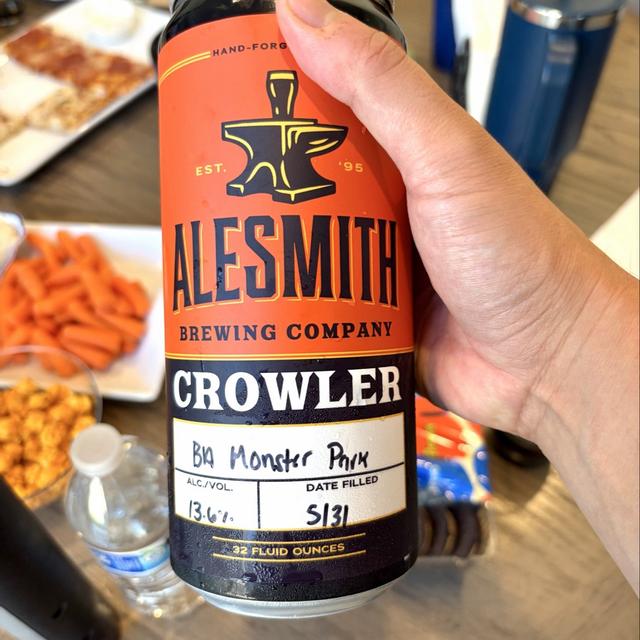 HAND-FORG
EST. '95
ALESMITH
BREWING COMPANY
CROWLER
BA Monster Park
ALC./VOL. DATE FILLED
13.6% 5/31
32 FLUID OUNCES